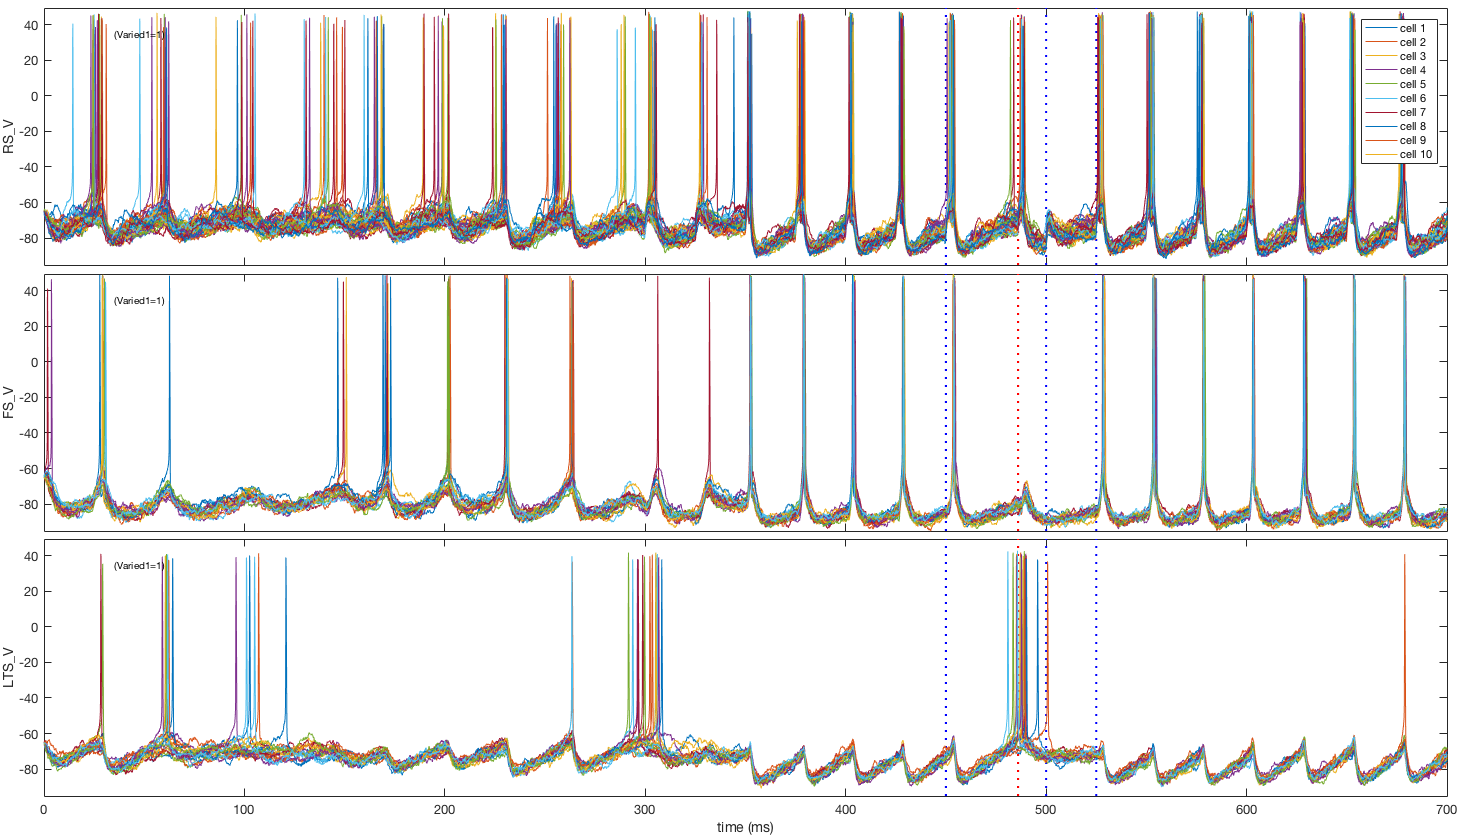 RS_V
40
20
0
-20
-40
-60
-80
(Varied1=1)
cell 1
cell 2
cell 3
cell 4
cell 5
cell 6
cell 7
cell 8
cell 9
cell 10
FS_V
40
20
0
-20
-40
-60
-80
(Varied1=1)
LTS_V
40
20
0
-20
-40
-60
-80
(Varied1=1)
0 100 200 300 400 500 600 700
time (ms)